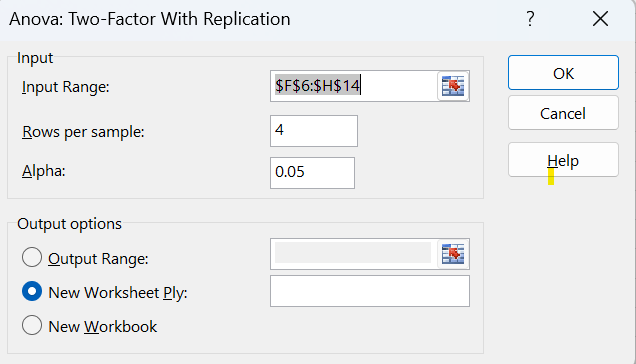 Anova: Two-Factor With Replication ?
Input
Input Range: $F$6:$H$14
Rows per sample: 4
Alpha: 0.05
OK
Cancel
Help
Output options
Output Range:
New Worksheet Ply:
New Workbook